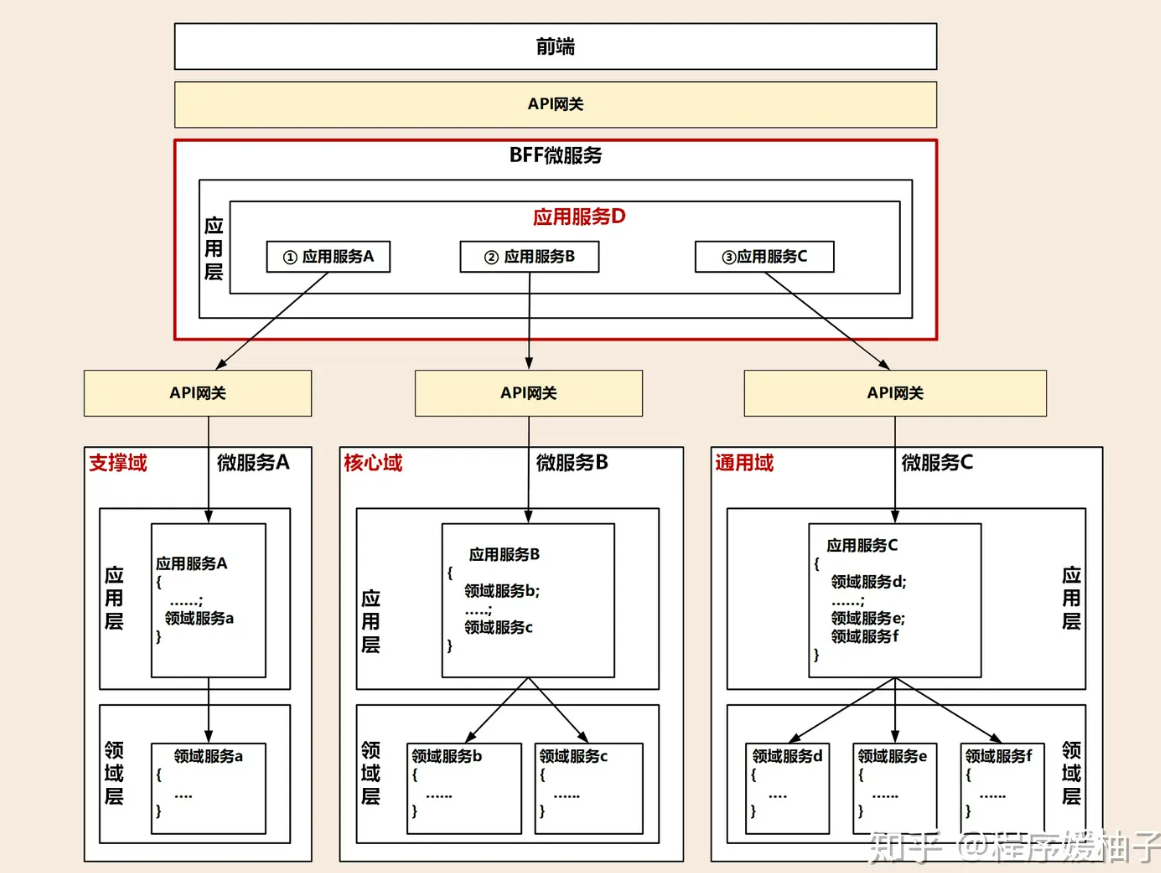 前端
API网关
BFF微服务
应用层
应用服务D
① 应用服务A
② 应用服务B
③应用服务C
API网关
API网关
API网关
支撑域
微服务A
应用层
应用服务A
{
……;
领域服务a
}
领域层
领域服务a
{
....
}
核心域
微服务B
应用层
应用服务B
{
领域服务b;
.....;
领域服务c
}
领域层
领域服务b
{
......
}
领域服务c
{
......
}
通用域
微服务C
应用服务C
{
领域服务d;
……;
领域服务e;
领域服务f
}
应用层
领域服务d
{
....
}
领域服务e
{
......
}
领域服务f
{
......
}
领域层
知乎 @程序媛柚子